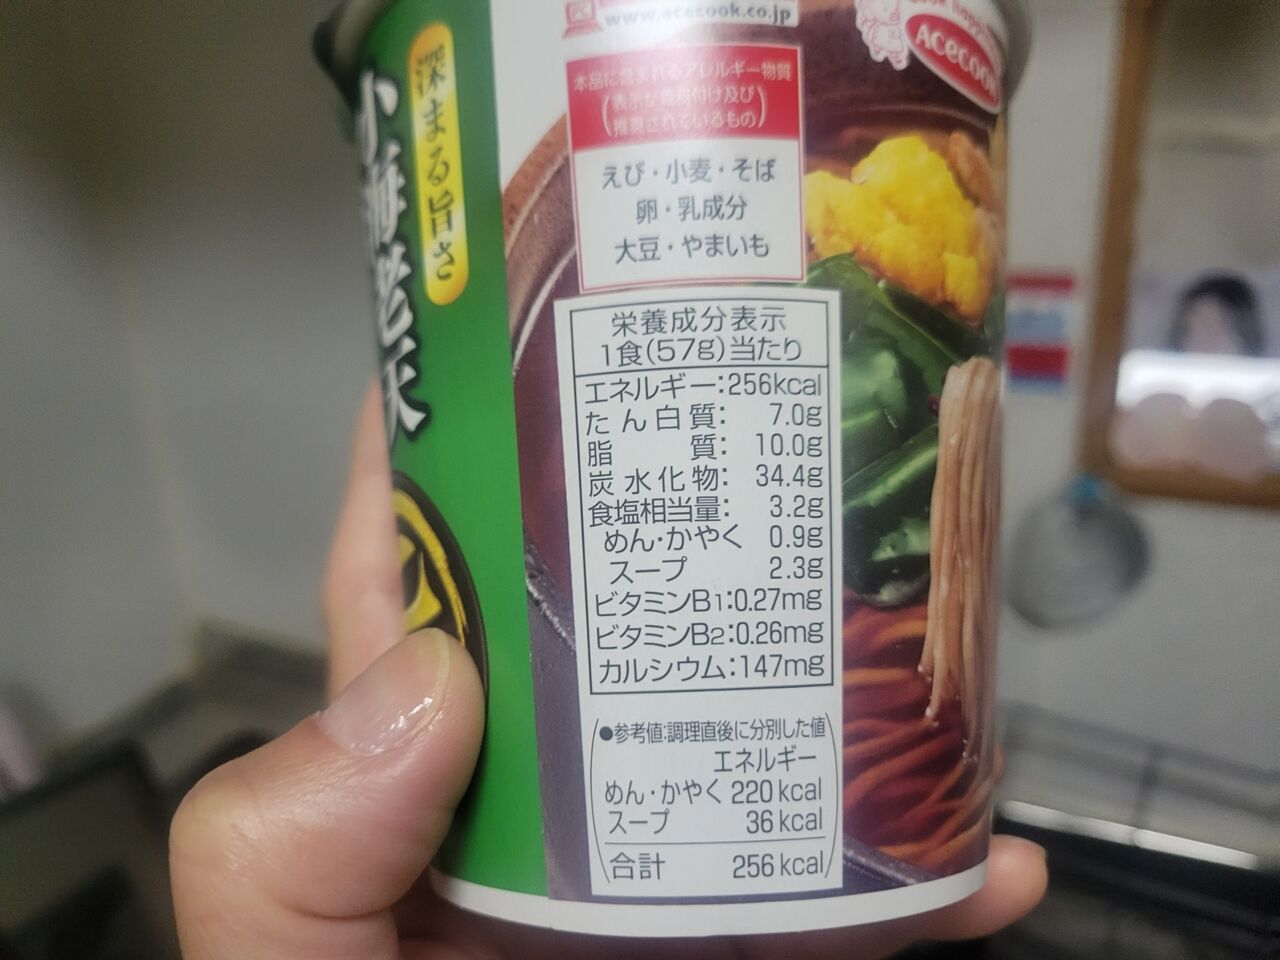 www.acecook.co.jp
Acecook
深まる旨さ
小海老天
本品に含まれるアレルギー物質
(表示が義務付け及び
推奨されているもの)
えび・小麦・そば
卵・乳成分
大豆・やまいも
栄養成分表示
1食(57g)当たり
エネルギー:256kcal
たん白質: 7.0g
脂質: 10.0g
炭水化物: 34.4g
食塩相当量: 3.2g
めん・かやく 0.9g
スープ 2.3g
ビタミンB1:0.27mg
ビタミンB2:0.26mg
カルシウム:147mg
●参考値:調理直後に分別した値
エネルギー
めん・かやく 220kcal
スープ 36kcal
合計 256kcal